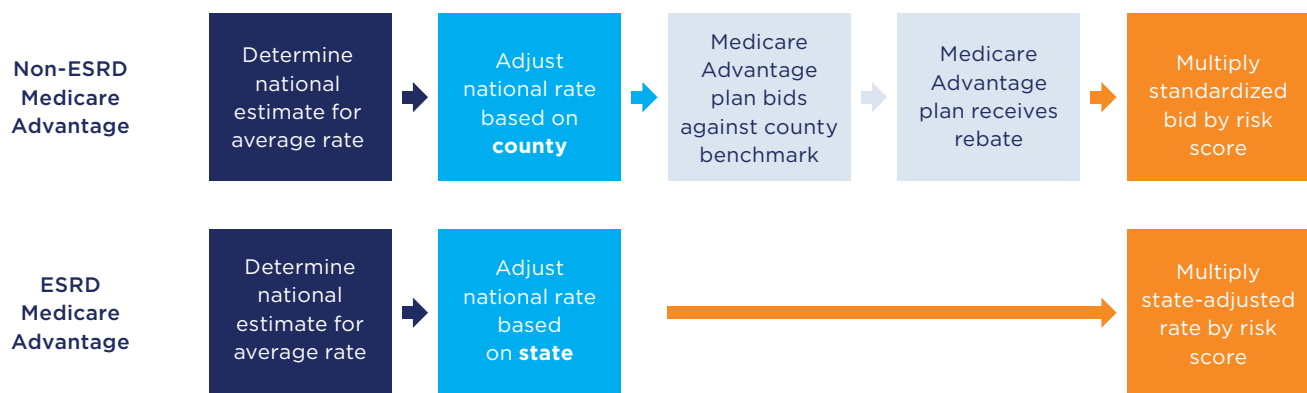 Non-ESRD
Medicare
Advantage
Determine
national
estimate for
average rate
Adjust
national rate
based on
county
Medicare
Advantage
plan bids
against county
benchmark
Medicare
Advantage
plan receives
rebate
Multiply
standardized
bid by risk
score
ESRD
Medicare
Advantage
Determine
national
estimate for
average rate
Adjust
national rate
based
on state
Multiply
state-adjusted
rate by risk
score